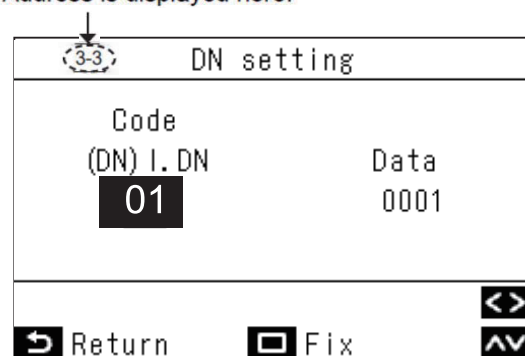 Address is displayed here.
3-3 DN setting
Code
(DN) I.DN Data
01 0001
Return Fix